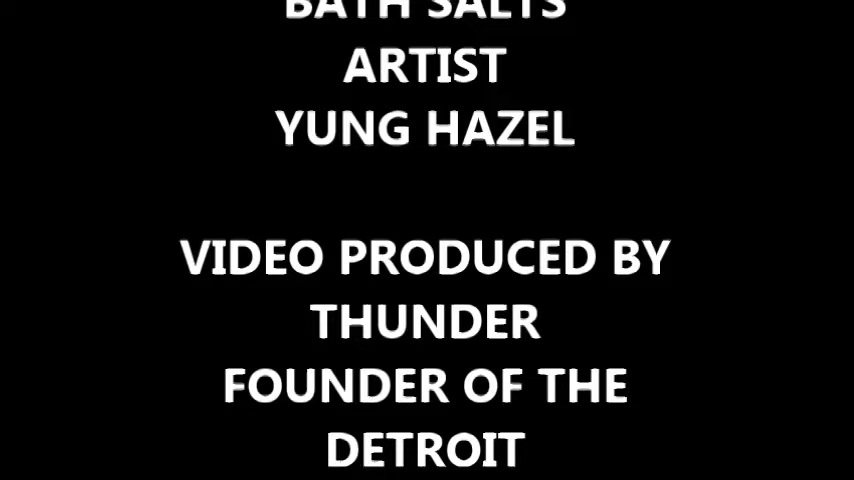 BATH SALTS
ARTIST
YUNG HAZEL
VIDEO PRODUCED BY
THUNDER
FOUNDER OF THE
DETROIT